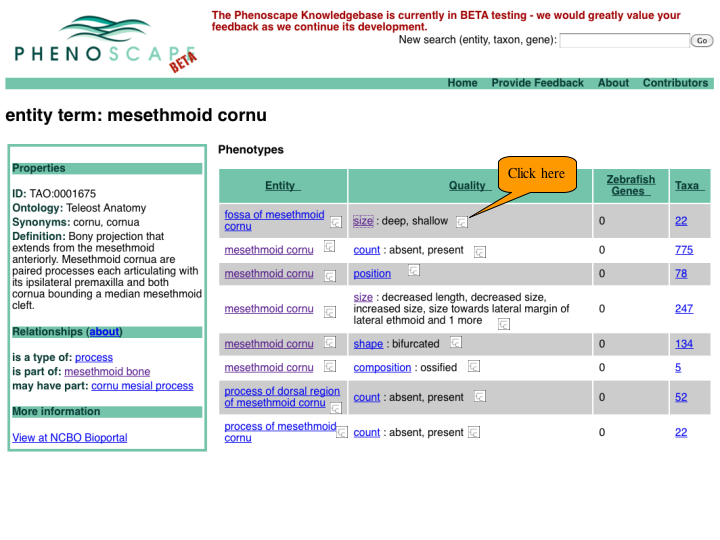 The Phenoscape Knowledgebase is currently in BETA testing - we would greatly value your
feedback as we continue its development.
PHENOSCAPE
BETA
New search (entity, taxon, gene):
Go
Home Provide Feedback About Contributors
entity term: mesethmoid cornu
Properties
ID: TAO:0001675
Ontology: Teleost Anatomy
Synonyms: cornu, cornua
Definition: Bony projection that
extends from the mesethmoid
anteriorly. Mesethmoid cornua are
paired processes each articulating with
its ipsilateral premaxilla and both
cornua bounding a median mesethmoid
cleft.
Relationships (about)
is a type of: process
is part of: mesethmoid bone
may have part: cornu mesial process
More information
View at NCBO Bioportal
Phenotypes
Click here
Entity Quality Zebrafish Genes Taxa
fossa of mesethmoid
cornu
size : deep, shallow 0 22
mesethmoid cornu count : absent, present 0 775
mesethmoid cornu position 0 78
mesethmoid cornu
size : decreased length, decreased size,
increased size, size towards lateral margin of
lateral ethmoid and 1 more
0 247
mesethmoid cornu shape : bifurcated 0 134
mesethmoid cornu composition : ossified 0 5
process of dorsal region
of mesethmoid cornu
count : absent, present 0 52
process of mesethmoid
cornu
count : absent, present 0 22